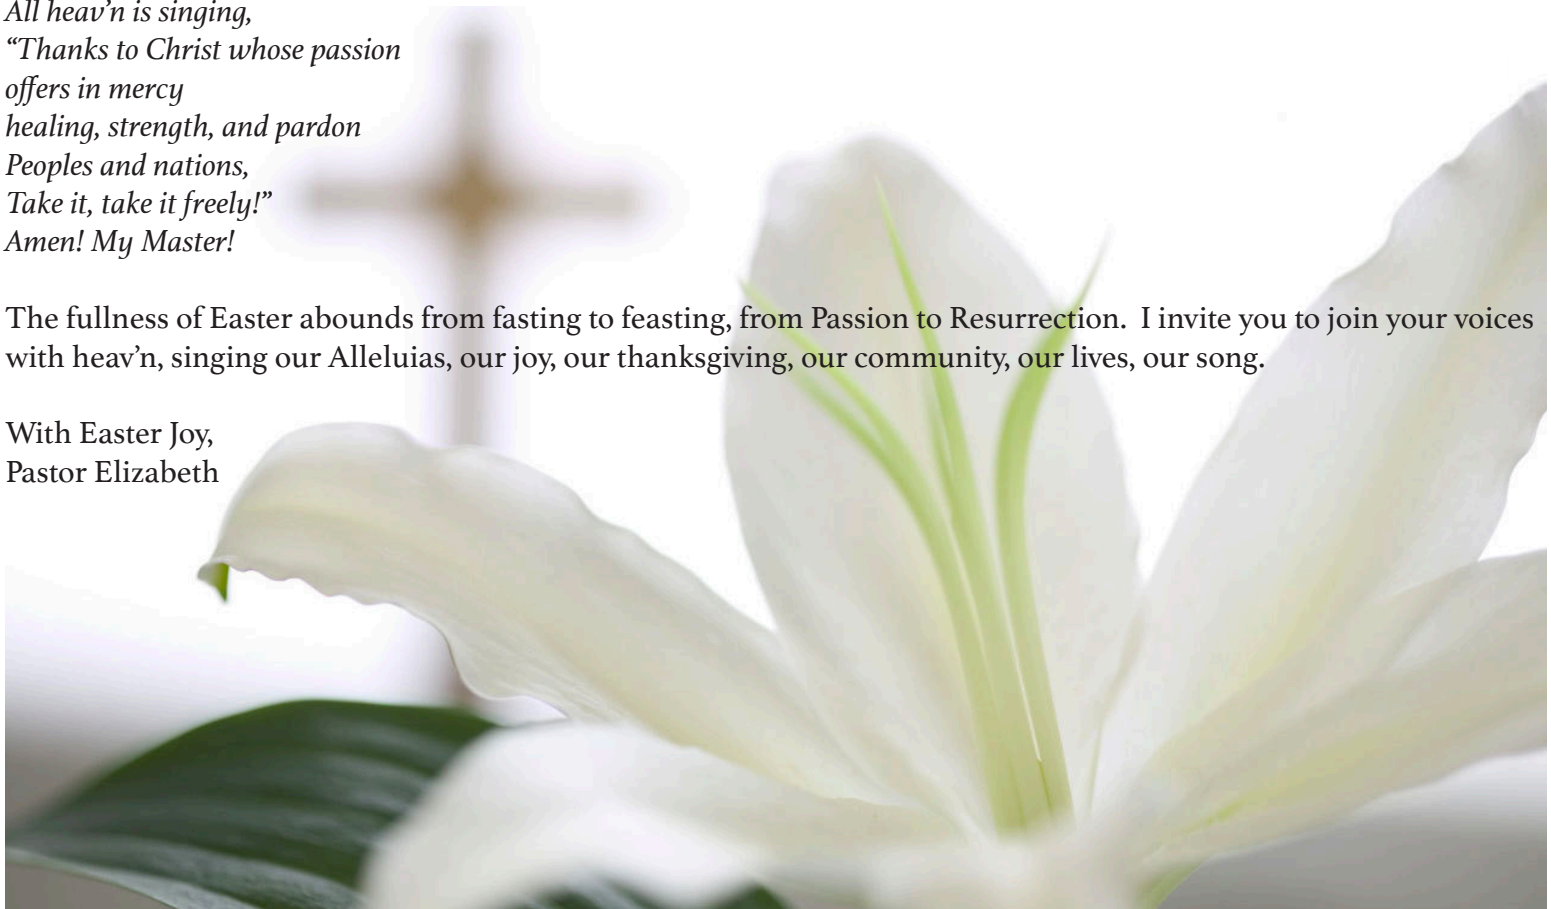 All heav’n is singing,
“Thanks to Christ whose passion
offers in mercy
healing, strength, and pardon
Peoples and nations,
Take it, take it freely!”
Amen! My Master!
The fullness of Easter abounds from fasting to feasting, from Passion to Resurrection.  I invite you to join your voices
with heav’n, singing our Alleluias, our joy, our thanksgiving, our community, our lives, our song.
With Easter Joy,
Pastor Elizabeth